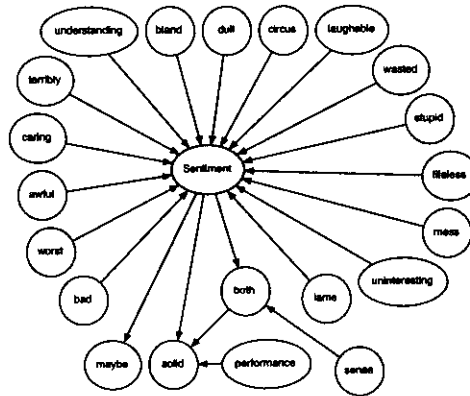 understanding
bland
dull
circus
laughable
terribly
wasted
caring
stupid
Sentiment
awful
lifeless
worst
mess
bad
both
lame
uninteresting
maybe
solid
performance
sense